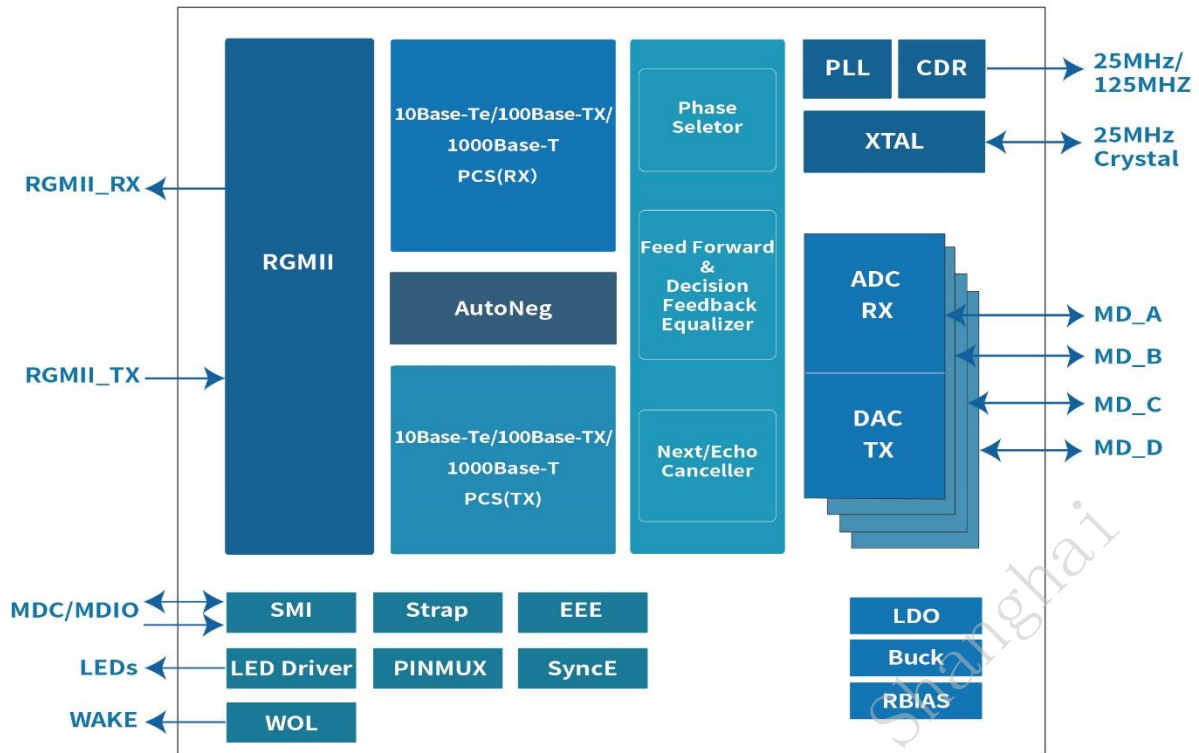 RGMII_RX
RGMII_TX
RGMII
10Base-Te/100Base-TX/
1000Base-T
PCS(RX)
AutoNeg
10Base-Te/100Base-TX/
1000Base-T
PCS(TX)
Phase
Seletor
Feed Forward
&
Decision
Feedback
Equalizer
Next/Echo
Canceller
PLL
CDR
25MHz/
125MHZ
XTAL
25MHz
Crystal
ADC
RX
DAC
TX
MD_A
MD_B
MD_C
MD_D
MDC/MDIO
SMI
Strap
EEE
LEDs
LED Driver
PINMUX
SyncE
WAKE
WOL
LDO
Buck
RBIAS
Shanghai